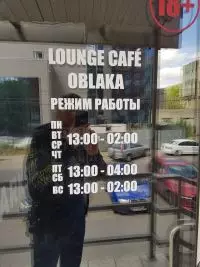 18+
LOUNGE CAFÉ
OBLAKA
РЕЖИМ РАБОТЫ
ПН
ВТ 13:00 - 02:00
СР
ЧТ
ПТ 13:00 - 04:00
СБ
ВС 13:00 - 02:00